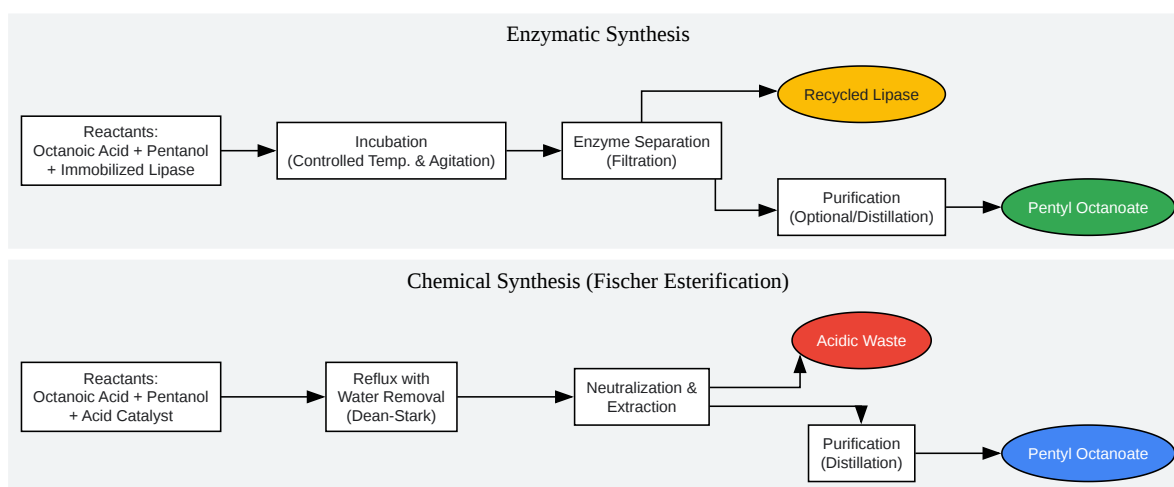 Enzymatic Synthesis
Reactants:
Octanoic Acid + Pentanol
+ Immobilized Lipase
Incubation
(Controlled Temp. & Agitation)
Enzyme Separation
(Filtration)
Recycled Lipase
Purification
(Optional/Distillation)
Pentyl Octanoate
Chemical Synthesis (Fischer Esterification)
Reactants:
Octanoic Acid + Pentanol
+ Acid Catalyst
Reflux with
Water Removal
(Dean-Stark)
Neutralization &
Extraction
Acidic Waste
Purification
(Distillation)
Pentyl Octanoate